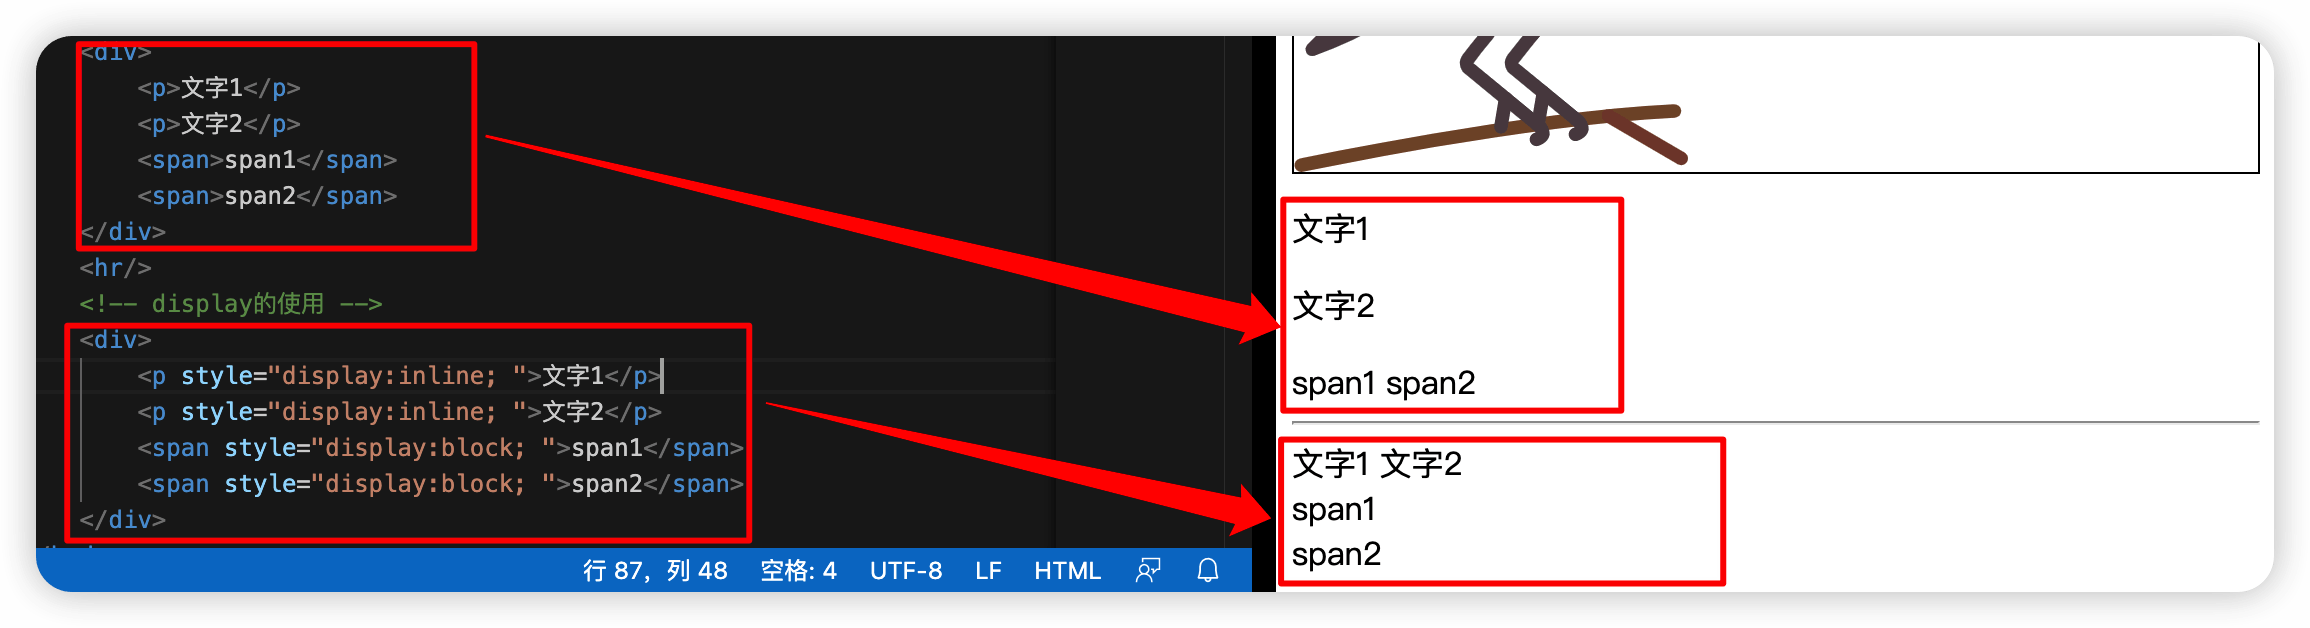 <div>
<p>文字1</p>
<p>文字2</p>
<span>span1</span>
<span>span2</span>
</div>
<hr/>
<!-- display的使用 -->
<div>
<p style="display:inline; ">文字1</p>
<p style="display:inline; ">文字2</p>
<span style="display:block; ">span1</span>
<span style="display:block; ">span2</span>
</div>
行 87，列 48 空格: 4 UTF-8 LF HTML
文字1
文字2
span1 span2
文字1 文字2
span1
span2